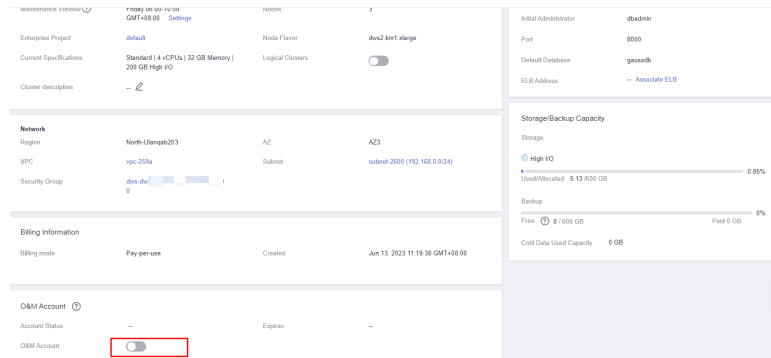 Maintenance Window Friday 06:00-10:00 Nodes 3
GMT+08:00 Settings
Enterprise Project default Node Flavor dws2.km1.xlarge
Current Specifications Standard | 4 vCPUs | 32 GB Memory | Logical Clusters
200 GB High I/O
Cluster description --
Network
Region North-Ulanqab203 AZ AZ3
VPC vpc-259a Subnet subnet-2600 (192.168.0.0/24)
Security Group dws-dw
0
Billing Information
Billing mode Pay-per-use Created Jun 13, 2023 11:19:38 GMT+08:00
O&M Account ?
Account Status -- Expires --
O&M Account
Initial Administrator dbadmin
Port 8000
Default Database gaussdb
ELB Address -- Associate ELB
Storage/Backup Capacity
Storage
High I/O
0.85%
Used/Allocated 5.13 /600 GB
Backup
0%
Free ? 0 / 600 GB Paid 0 GB
Cold Data Used Capacity 0 GB